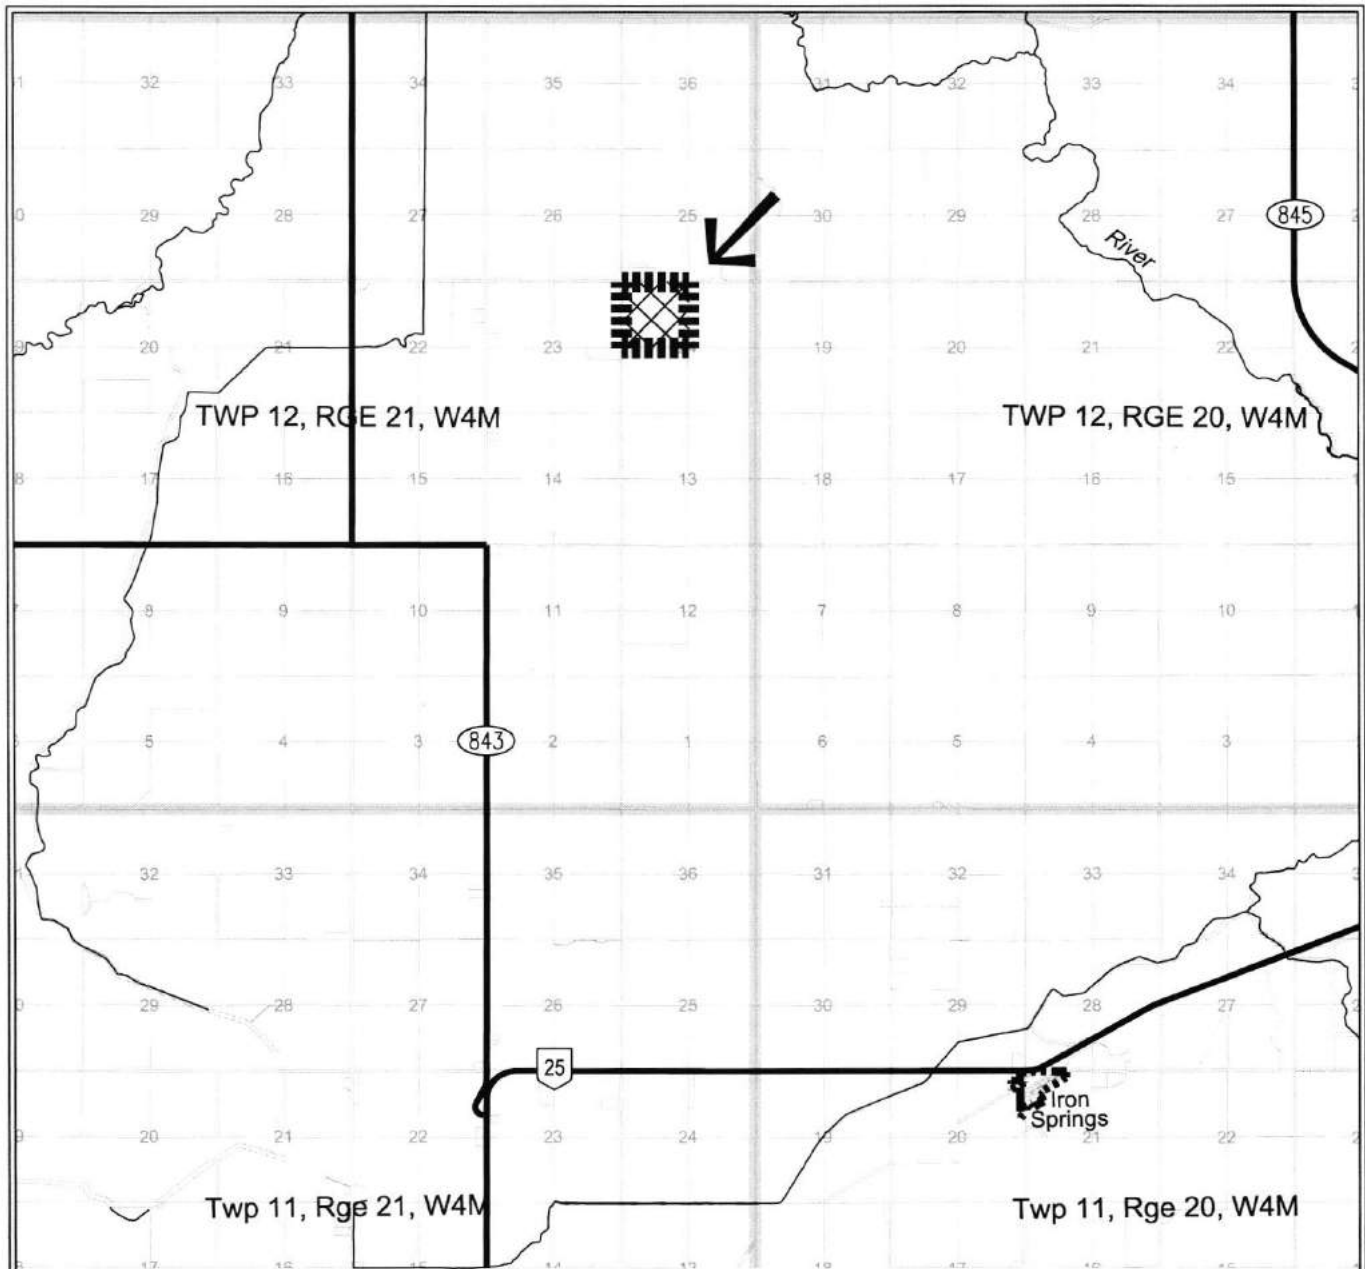 32 33 34 35 36 31 32 33 34
29 28 27 26 25 30 29 28 27 845
River
20 21 22 23 19 20 21 22
TWP 12, RGE 21, W4M TWP 12, RGE 20, W4M
17 16 15 14 13 18 17 16 15
8 9 10 11 12 7 8 9 10
5 4 3 843 2 1 6 5 4 3
32 33 34 35 36 31 32 33 34
29 28 27 26 25 30 29 28 27
25
Iron
Springs
20 21 22 23 24 19 20 21 22
Twp 11, Rge 21, W4M Twp 11, Rge 20, W4M